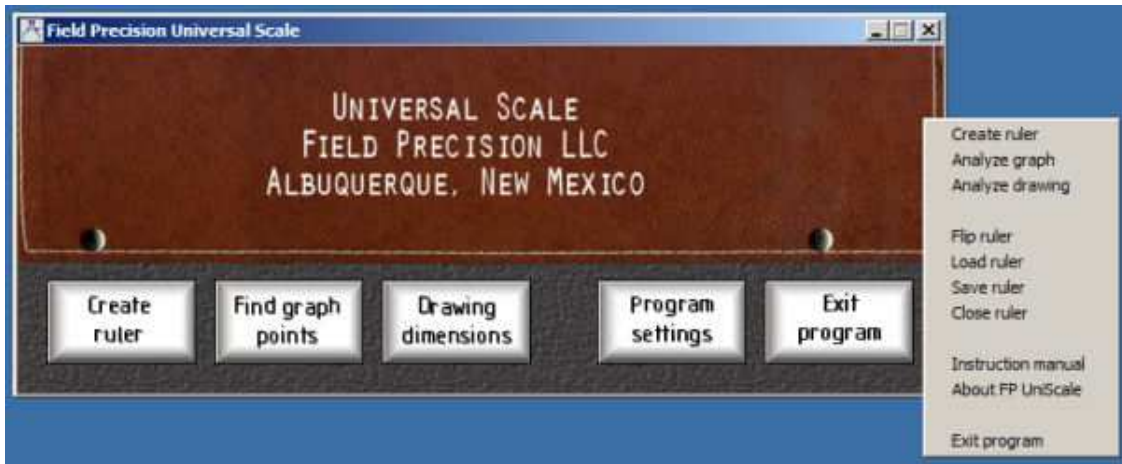 Field Precision Universal Scale
UNIVERSAL SCALE
FIELD PRECISION LLC
ALBUQUERQUE, NEW MEXICO
Create
ruler
Find graph
points
Drawing
dimensions
Program
settings
Exit
program
Create ruler
Analyze graph
Analyze drawing
Flip ruler
Load ruler
Save ruler
Close ruler
Instruction manual
About FP UniScale
Exit program